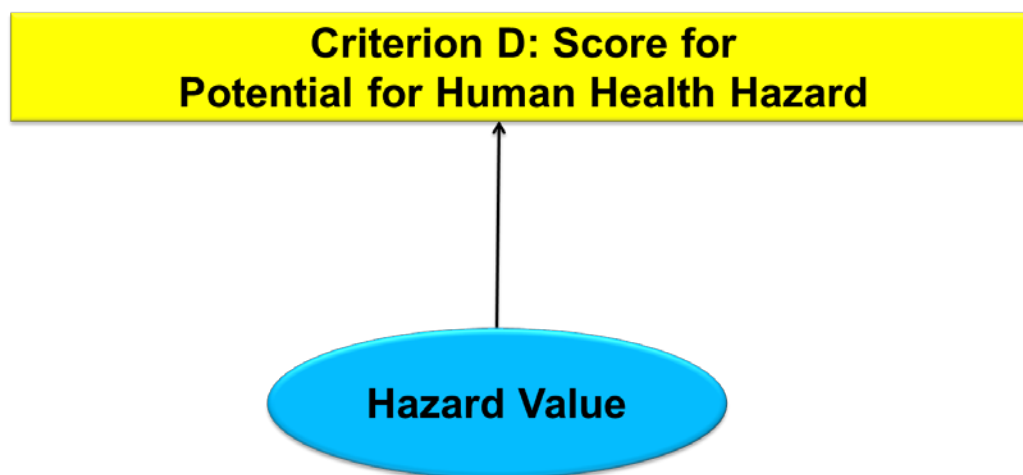 Criterion D: Score for
Potential for Human Health Hazard
Hazard Value